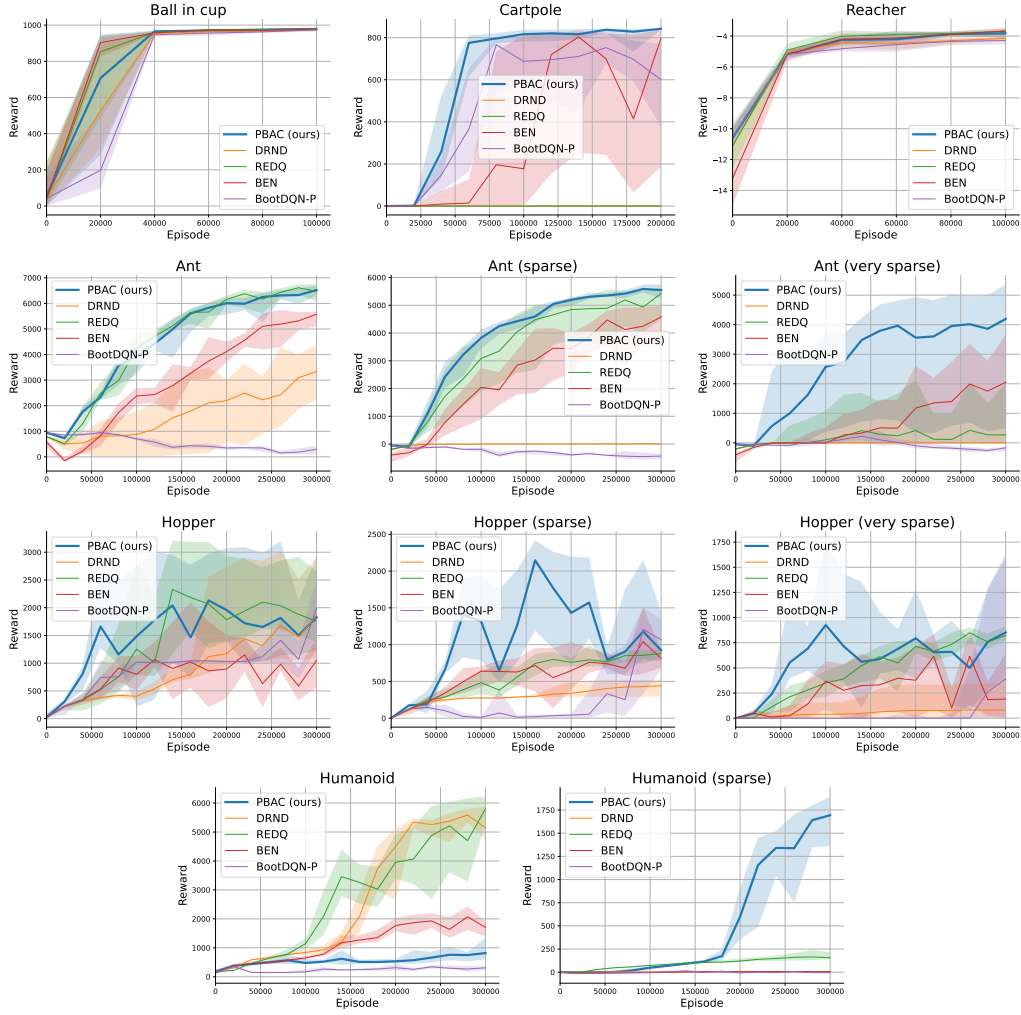 Ball in cup
Reward
1000
800
600
400
200
0
PBAC (ours)
DRND
REDQ
BEN
BootDQN-P
0 20000 40000 60000 80000 100000
Episode
Cartpole
Reward
800
600
400
200
0
PBAC (ours)
DRND
REDQ
BEN
BootDQN-P
0 25000 50000 75000 100000 125000 150000 175000 200000
Episode
Reacher
Reward
−4
−6
−8
−10
−12
−14
PBAC (ours)
DRND
REDQ
BEN
BootDQN-P
0 20000 40000 60000 80000 100000
Episode
Ant
Reward
7000
6000
5000
4000
3000
2000
1000
0
PBAC (ours)
DRND
REDQ
BEN
BootDQN-P
0 50000 100000 150000 200000 250000 300000
Episode
Ant (sparse)
Reward
6000
5000
4000
3000
2000
1000
0
PBAC (ours)
DRND
REDQ
BEN
BootDQN-P
0 50000 100000 150000 200000 250000 300000
Episode
Ant (very sparse)
Reward
5000
4000
3000
2000
1000
0
PBAC (ours)
DRND
REDQ
BEN
BootDQN-P
0 50000 100000 150000 200000 250000 300000
Episode
Hopper
Reward
3000
2500
2000
1500
1000
500
0
PBAC (ours)
DRND
REDQ
BEN
BootDQN-P
0 50000 100000 150000 200000 250000 300000
Episode
Hopper (sparse)
Reward
2500
2000
1500
1000
500
0
PBAC (ours)
DRND
REDQ
BEN
BootDQN-P
0 50000 100000 150000 200000 250000 300000
Episode
Hopper (very sparse)
Reward
1750
1500
1250
1000
750
500
250
0
PBAC (ours)
DRND
REDQ
BEN
BootDQN-P
0 50000 100000 150000 200000 250000 300000
Episode
Humanoid
Reward
6000
5000
4000
3000
2000
1000
0
PBAC (ours)
DRND
REDQ
BEN
BootDQN-P
0 50000 100000 150000 200000 250000 300000
Episode
Humanoid (sparse)
Reward
1750
1500
1250
1000
750
500
250
0
PBAC (ours)
DRND
REDQ
BEN
BootDQN-P
0 50000 100000 150000 200000 250000 300000
Episode